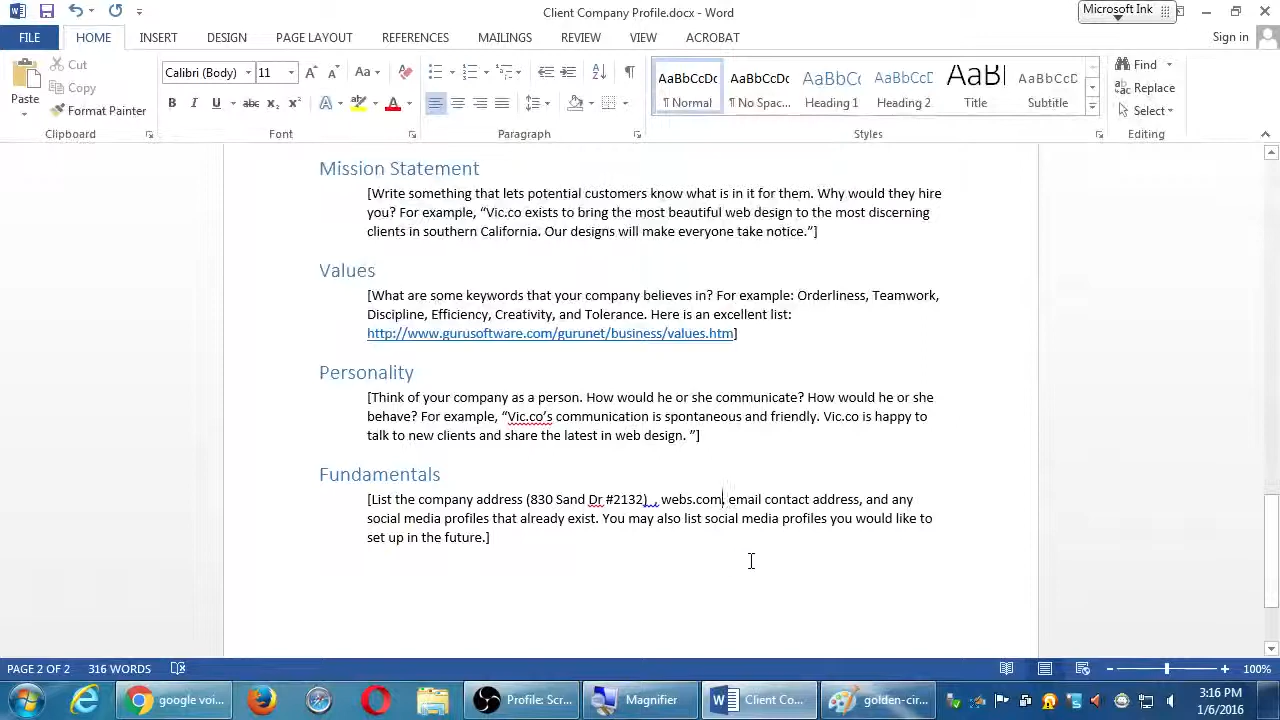 Client Company Profile.docx - Word
Microsoft Ink
FILE
HOME
INSERT
DESIGN
PAGE LAYOUT
REFERENCES
MAILINGS
REVIEW
VIEW
ACROBAT
Sign in
Paste
Cut
Copy
Format Painter
Clipboard
Calibri (Body)
11
Font
Paragraph
AaBbCcDc
¶ Normal
AaBbCcDc
¶ No Spac...
AaBbCc
Heading 1
AaBbCcD
Heading 2
AaB
Title
AaBbCcD
Subtitle
Styles
Find
Replace
Select
Editing
Mission Statement
[Write something that lets potential customers know what is in it for them. Why would they hire
you? For example, “Vic.co exists to bring the most beautiful web design to the most discerning
clients in southern California. Our designs will make everyone take notice.”]
Values
[What are some keywords that your company believes in? For example: Orderliness, Teamwork,
Discipline, Efficiency, Creativity, and Tolerance. Here is an excellent list:
http://www.gurusoftware.com/gurunet/business/values.htm]
Personality
[Think of your company as a person. How would he or she communicate? How would he or she
behave? For example, “Vic.co’s communication is spontaneous and friendly. Vic.co is happy to
talk to new clients and share the latest in web design. ”]
Fundamentals
[List the company address (830 Sand Dr #2132)  , webs.com, email contact address, and any
social media profiles that already exist. You may also list social media profiles you would like to
set up in the future.]
PAGE 2 OF 2
316 WORDS
100%
google voi...
Profile: Scr...
Magnifier
Client Co...
golden-cir...
3:16 PM
1/6/2016